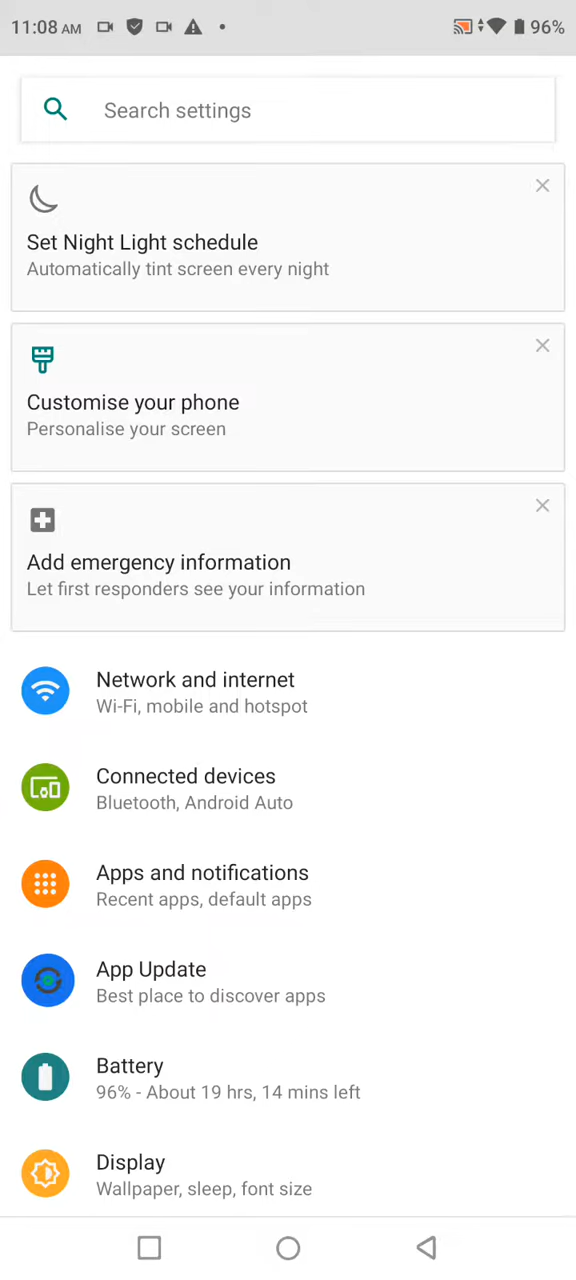 11:08 AM
96%
Search settings
Set Night Light schedule
Automatically tint screen every night
Customise your phone
Personalise your screen
Add emergency information
Let first responders see your information
Network and internet
Wi-Fi, mobile and hotspot
Connected devices
Bluetooth, Android Auto
Apps and notifications
Recent apps, default apps
App Update
Best place to discover apps
Battery
96% - About 19 hrs, 14 mins left
Display
Wallpaper, sleep, font size